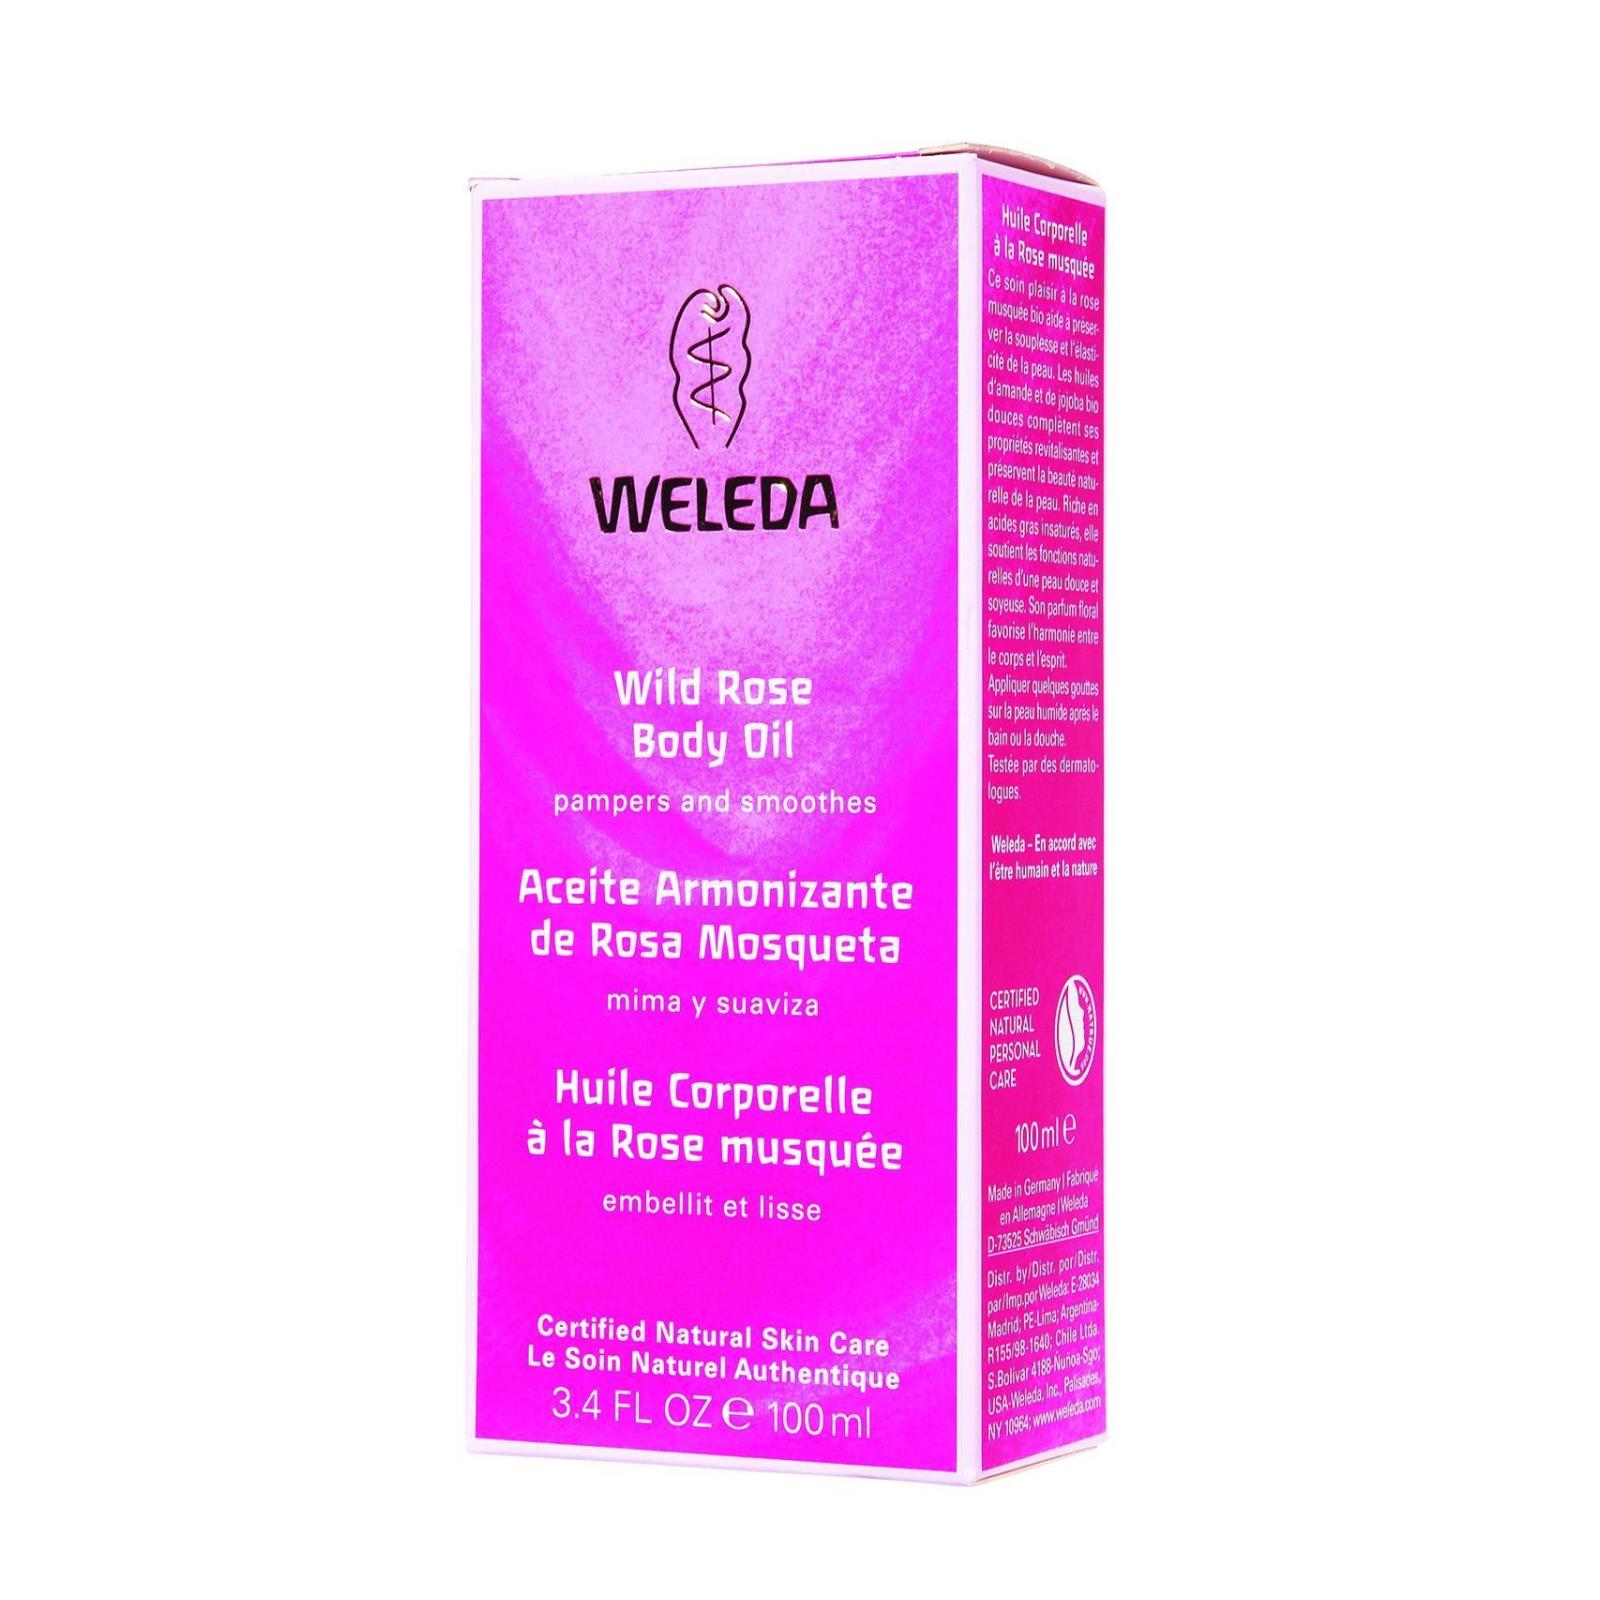 WELEDA
Wild Rose
Body Oil
pampers and smoothes
Aceite Armonizante
de Rosa Mosqueta
mima y suaviza
Huile Corporelle
à la Rose musquée
embellit et lisse
Certified Natural Skin Care
Le Soin Naturel Authentique
3.4 FL OZ e 100 ml
Huile Corporelle
à la Rose musquée
Ce soin plaisir à la rose
musquée bio aide à préser-
ver la souplesse et l'élasti-
cité de la peau. Les huiles
d'amande et de jojoba bio
douces complètent ses
propriétés revitalisantes et
préservent la beauté natu-
relle de la peau. Riche en
acides gras insaturés, elle
soutient les fonctions natu-
relles d'une peau douce et
soyeuse. Son parfum floral
favorise l'harmonie entre
le corps et l'esprit.
Appliquer quelques gouttes
sur la peau humide après le
bain ou la douche.
Testée par des dermato-
logues.
Weleda – En accord avec
l'être humain et la nature
CERTIFIED
NATURAL
PERSONAL
CARE
100 ml e
Made in Germany | Fabriqué
en Allemagne | Weleda
D-73525 Schwäbisch Gmünd
Distr. by/Distr. por/Distr.
par/Imp.por Weleda: E-28034
Madrid; PE-Lima; Argentina-
R155/98-1640; Chile Ltda.
S.Bolivar 4188-Ñuñoa-Sgo;
USA-Weleda, Inc., Palisades,
NY 10964; www.weleda.com